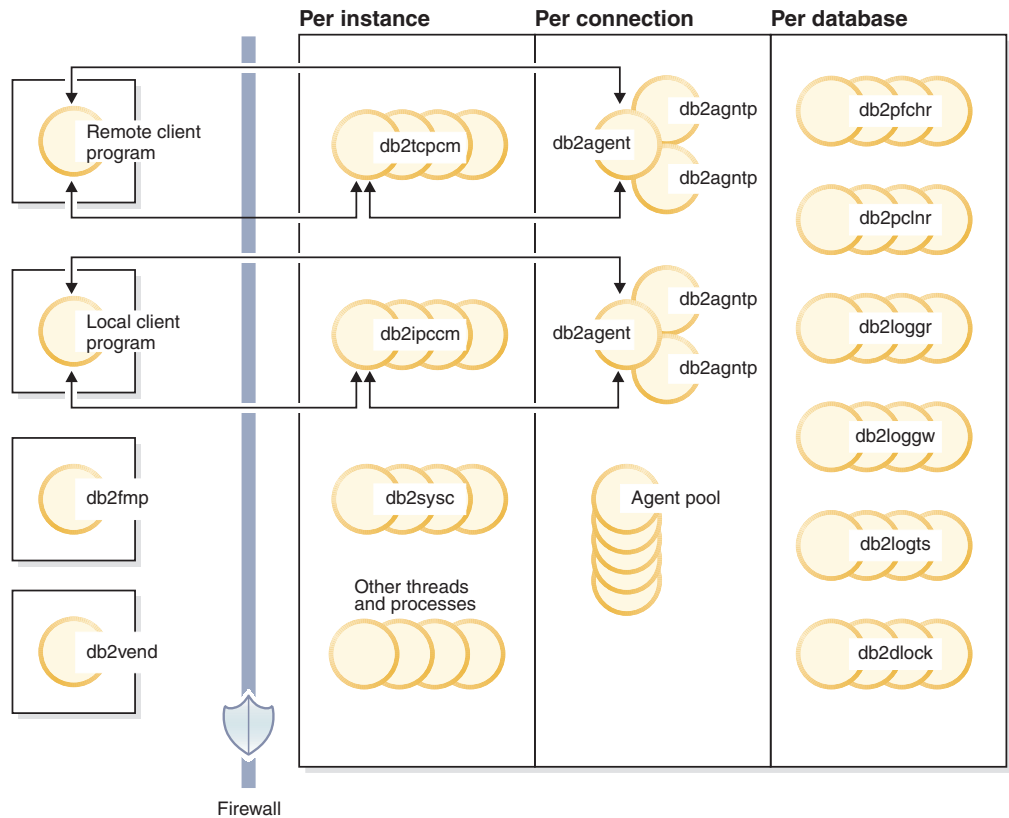 Per instance
Per connection
Per database
Remote client
program
db2tcpcm
db2agntp
db2agent
db2agntp
db2pfchr
db2pclnr
Local client
program
db2ipccm
db2agntp
db2agent
db2agntp
db2loggr
db2loggw
db2fmp
db2sysc
Agent pool
db2logts
Other threads
and processes
db2vend
db2dlock
Firewall